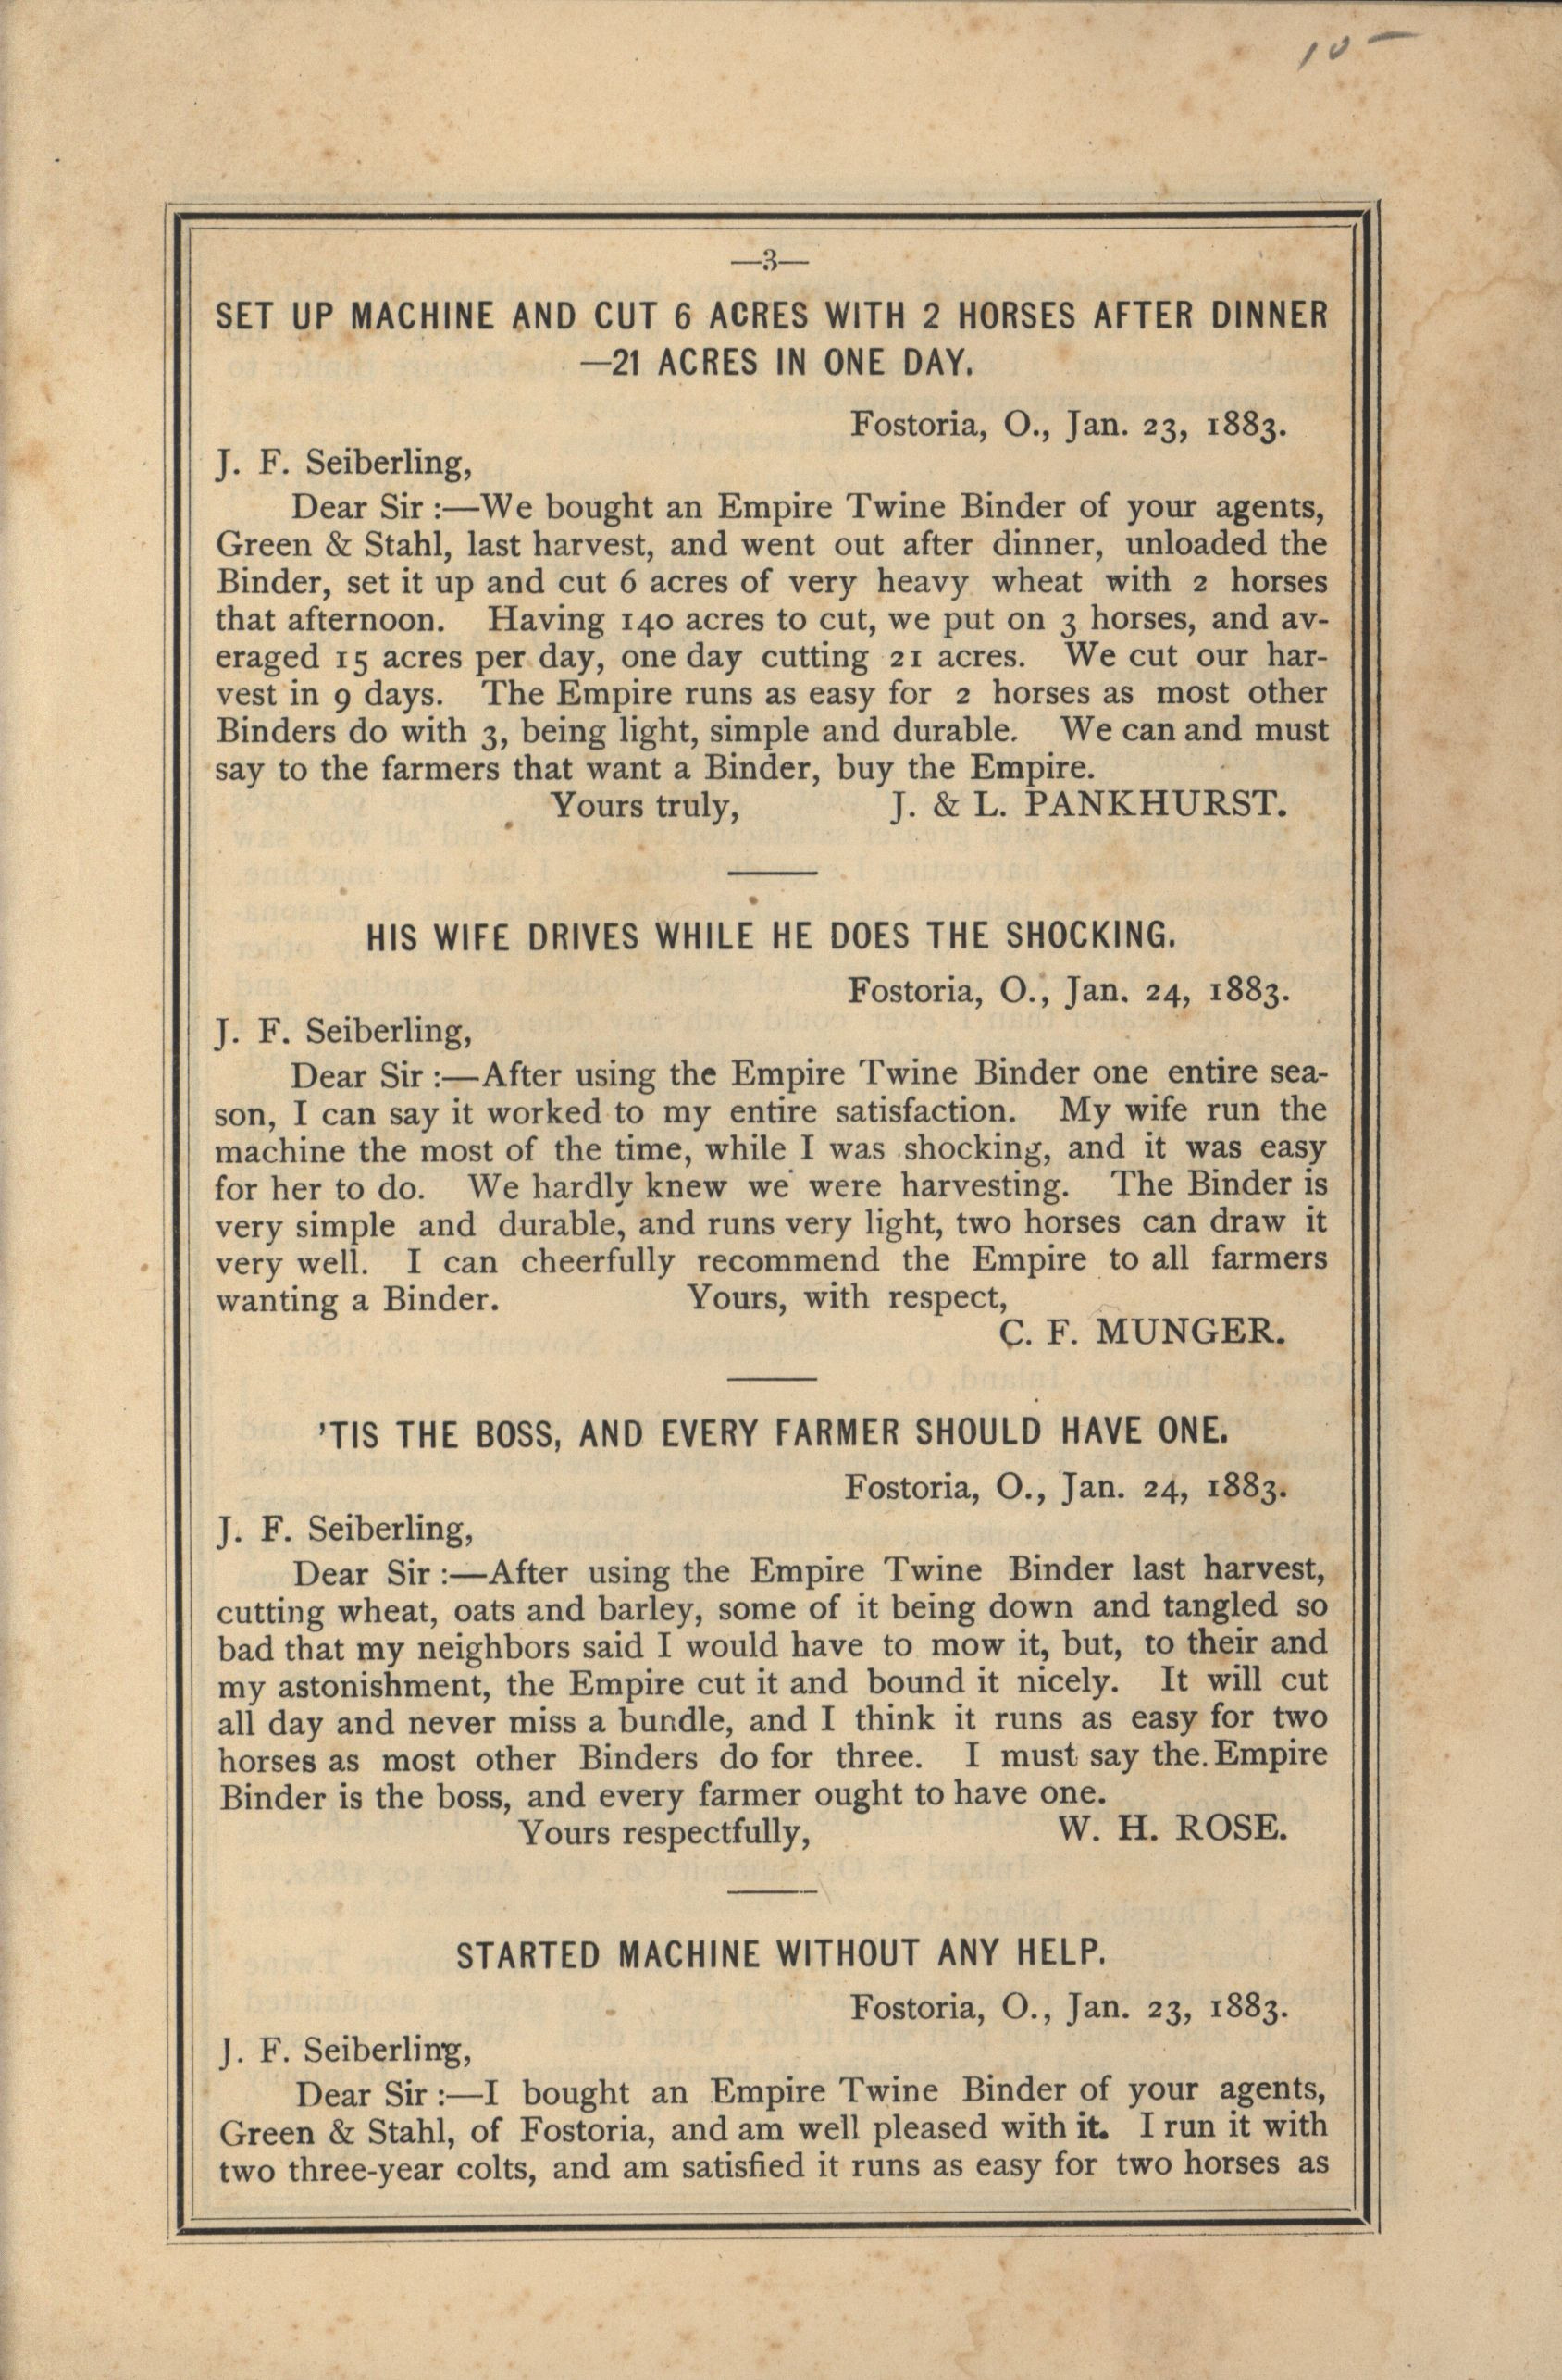 10 –
—3—
SET UP MACHINE AND CUT 6 ACRES WITH 2 HORSES AFTER DINNER
—21 ACRES IN ONE DAY.
Fostoria, O., Jan. 23, 1883.
J. F. Seiberling,
Dear Sir :—We bought an Empire Twine Binder of your agents,
Green & Stahl, last harvest, and went out after dinner, unloaded the
Binder, set it up and cut 6 acres of very heavy wheat with 2 horses
that afternoon. Having 140 acres to cut, we put on 3 horses, and av-
eraged 15 acres per day, one day cutting 21 acres. We cut our har-
vest in 9 days. The Empire runs as easy for 2 horses as most other
Binders do with 3, being light, simple and durable. We can and must
say to the farmers that want a Binder, buy the Empire.
Yours truly, J. & L. PANKHURST.
HIS WIFE DRIVES WHILE HE DOES THE SHOCKING.
Fostoria, O., Jan. 24, 1883.
J. F. Seiberling,
Dear Sir :—After using the Empire Twine Binder one entire sea-
son, I can say it worked to my entire satisfaction. My wife run the
machine the most of the time, while I was shocking, and it was easy
for her to do. We hardly knew we were harvesting. The Binder is
very simple and durable, and runs very light, two horses can draw it
very well. I can cheerfully recommend the Empire to all farmers
wanting a Binder. Yours, with respect,
C. F. MUNGER.
'TIS THE BOSS, AND EVERY FARMER SHOULD HAVE ONE.
Fostoria, O., Jan. 24, 1883.
J. F. Seiberling,
Dear Sir :—After using the Empire Twine Binder last harvest,
cutting wheat, oats and barley, some of it being down and tangled so
bad that my neighbors said I would have to mow it, but, to their and
my astonishment, the Empire cut it and bound it nicely. It will cut
all day and never miss a bundle, and I think it runs as easy for two
horses as most other Binders do for three. I must say the Empire
Binder is the boss, and every farmer ought to have one.
Yours respectfully, W. H. ROSE.
STARTED MACHINE WITHOUT ANY HELP.
Fostoria, O., Jan. 23, 1883.
J. F. Seiberling,
Dear Sir :—I bought an Empire Twine Binder of your agents,
Green & Stahl, of Fostoria, and am well pleased with it. I run it with
two three-year colts, and am satisfied it runs as easy for two horses as